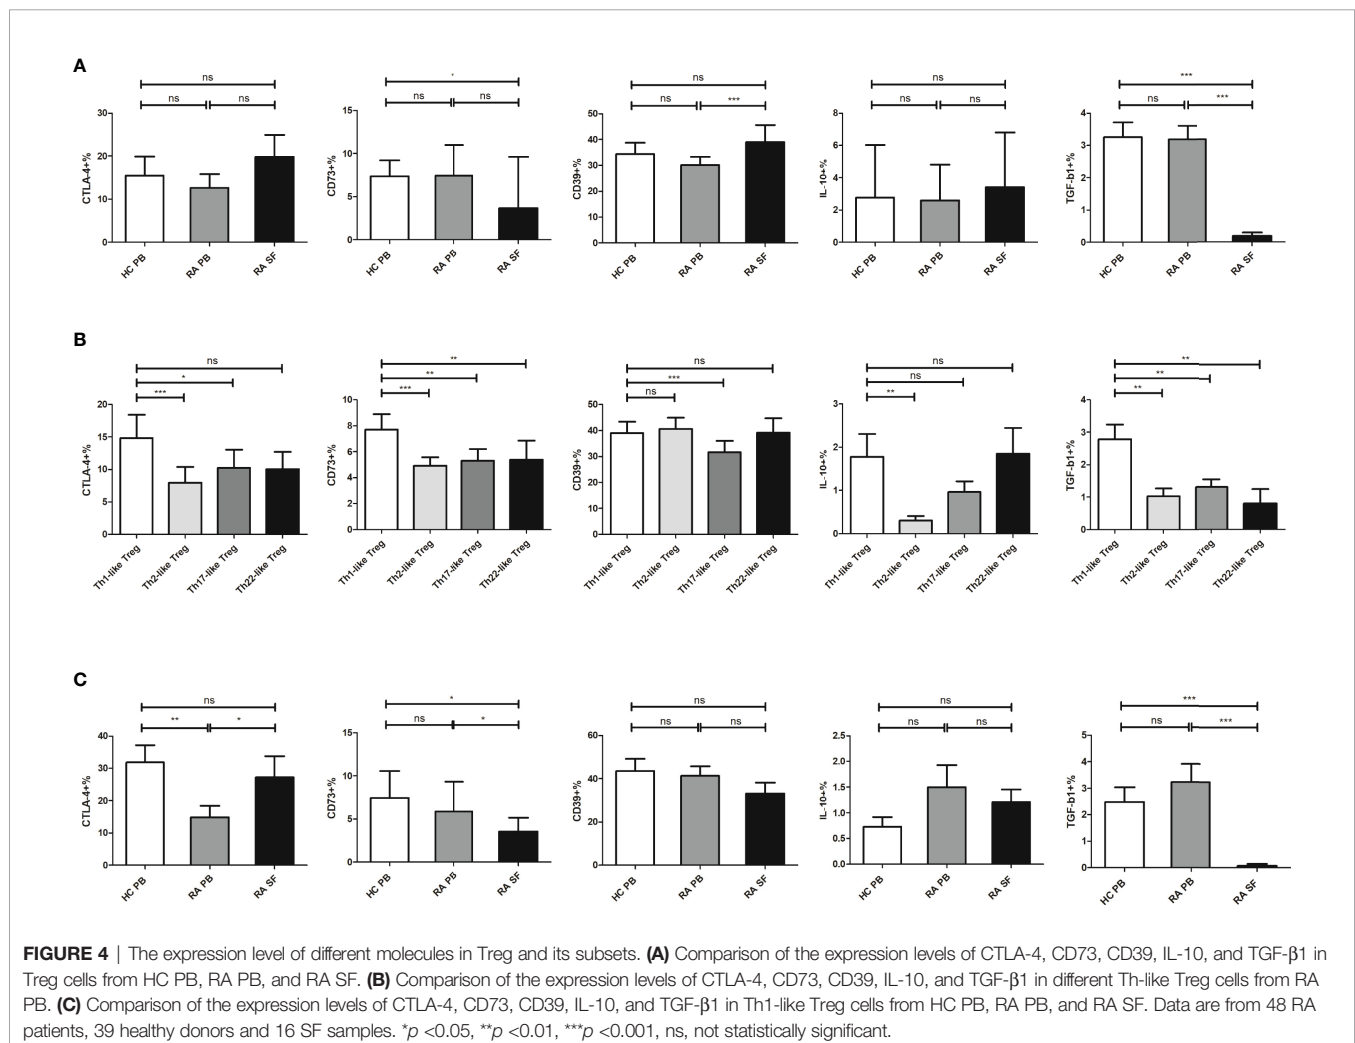 A
ns
ns ns
30
20
10
0
CTLA-4+%
HC PB
RA PB
RA SF
*
ns ns
15
10
5
0
CD73+%
HC PB
RA PB
RA SF
ns
ns ***
50
40
30
20
10
0
CD39+%
HC PB
RA PB
RA SF
ns
ns ns
8
6
4
2
0
IL-10+%
HC PB
RA PB
RA SF
***
ns ***
4
3
2
1
0
TGF-b1+%
HC PB
RA PB
RA SF
B
ns
*
***
20
15
10
5
0
CTLA-4+%
Th1-like Treg
Th2-like Treg
Th17-like Treg
Th22-like Treg
**
**
***
10
8
6
4
2
0
CD73+%
Th1-like Treg
Th2-like Treg
Th17-like Treg
Th22-like Treg
ns
***
ns
50
40
30
20
10
0
CD39+%
Th1-like Treg
Th2-like Treg
Th17-like Treg
Th22-like Treg
ns
ns
**
3
2
1
0
IL-10+%
Th1-like Treg
Th2-like Treg
Th17-like Treg
Th22-like Treg
**
**
**
4
3
2
1
0
TGF-b1+%
Th1-like Treg
Th2-like Treg
Th17-like Treg
Th22-like Treg
C
ns
** *
40
30
20
10
0
CTLA-4+%
HC PB
RA PB
RA SF
*
ns *
15
10
5
0
CD73+%
HC PB
RA PB
RA SF
ns
ns ns
60
40
20
0
CD39+%
HC PB
RA PB
RA SF
ns
ns ns
2.5
2.0
1.5
1.0
0.5
0.0
IL-10+%
HC PB
RA PB
RA SF
***
ns ***
5
4
3
2
1
0
TGF-b1+%
HC PB
RA PB
RA SF
FIGURE 4 | The expression level of different molecules in Treg and its subsets. (A) Comparison of the expression levels of CTLA-4, CD73, CD39, IL-10, and TGF-β1 in
Treg cells from HC PB, RA PB, and RA SF. (B) Comparison of the expression levels of CTLA-4, CD73, CD39, IL-10, and TGF-β1 in different Th-like Treg cells from RA
PB. (C) Comparison of the expression levels of CTLA-4, CD73, CD39, IL-10, and TGF-β1 in Th1-like Treg cells from HC PB, RA PB, and RA SF. Data are from 48 RA
patients, 39 healthy donors and 16 SF samples. *p <0.05, **p <0.01, ***p <0.001, ns, not statistically significant.